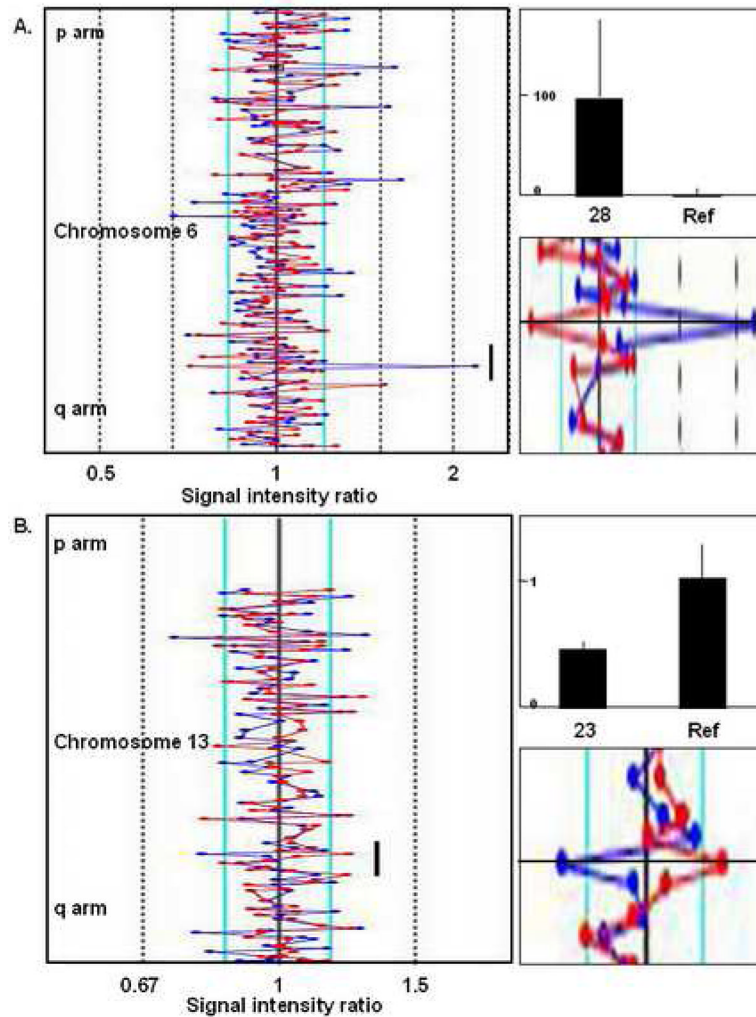 A.
p arm
Chromosome 6
q arm
0.5 1 2
Signal intensity ratio
100
0
28 Ref
B.
p arm
Chromosome 13
q arm
0.67 1 1.5
Signal intensity ratio
1
0
23 Ref